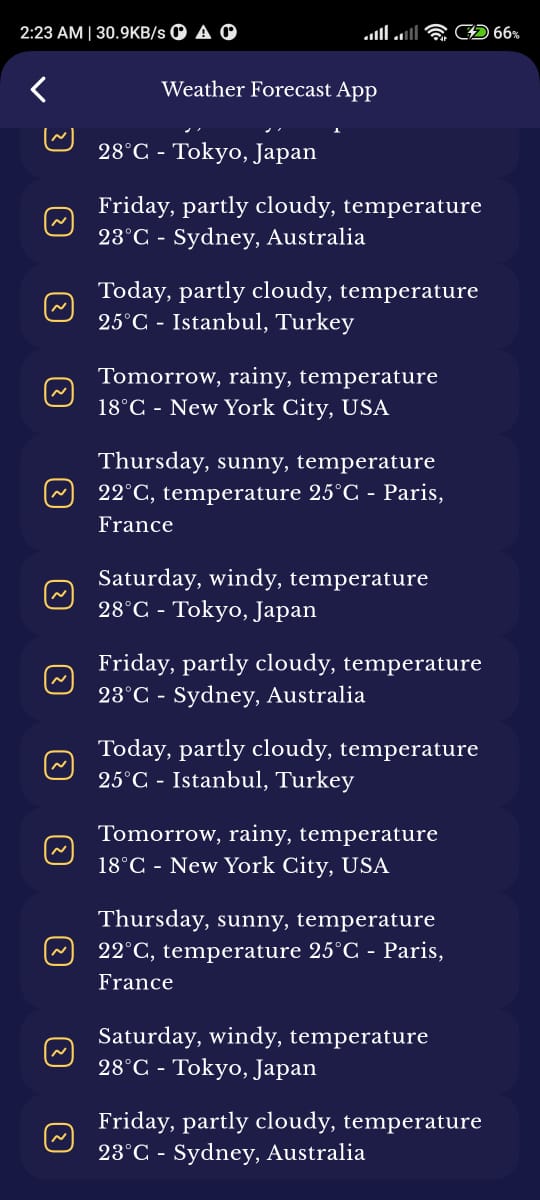 2:23 AM | 30.9KB/s
66%
Weather Forecast App
28°C - Tokyo, Japan
Friday, partly cloudy, temperature
23°C - Sydney, Australia
Today, partly cloudy, temperature
25°C - Istanbul, Turkey
Tomorrow, rainy, temperature
18°C - New York City, USA
Thursday, sunny, temperature
22°C, temperature 25°C - Paris,
France
Saturday, windy, temperature
28°C - Tokyo, Japan
Friday, partly cloudy, temperature
23°C - Sydney, Australia
Today, partly cloudy, temperature
25°C - Istanbul, Turkey
Tomorrow, rainy, temperature
18°C - New York City, USA
Thursday, sunny, temperature
22°C, temperature 25°C - Paris,
France
Saturday, windy, temperature
28°C - Tokyo, Japan
Friday, partly cloudy, temperature
23°C - Sydney, Australia